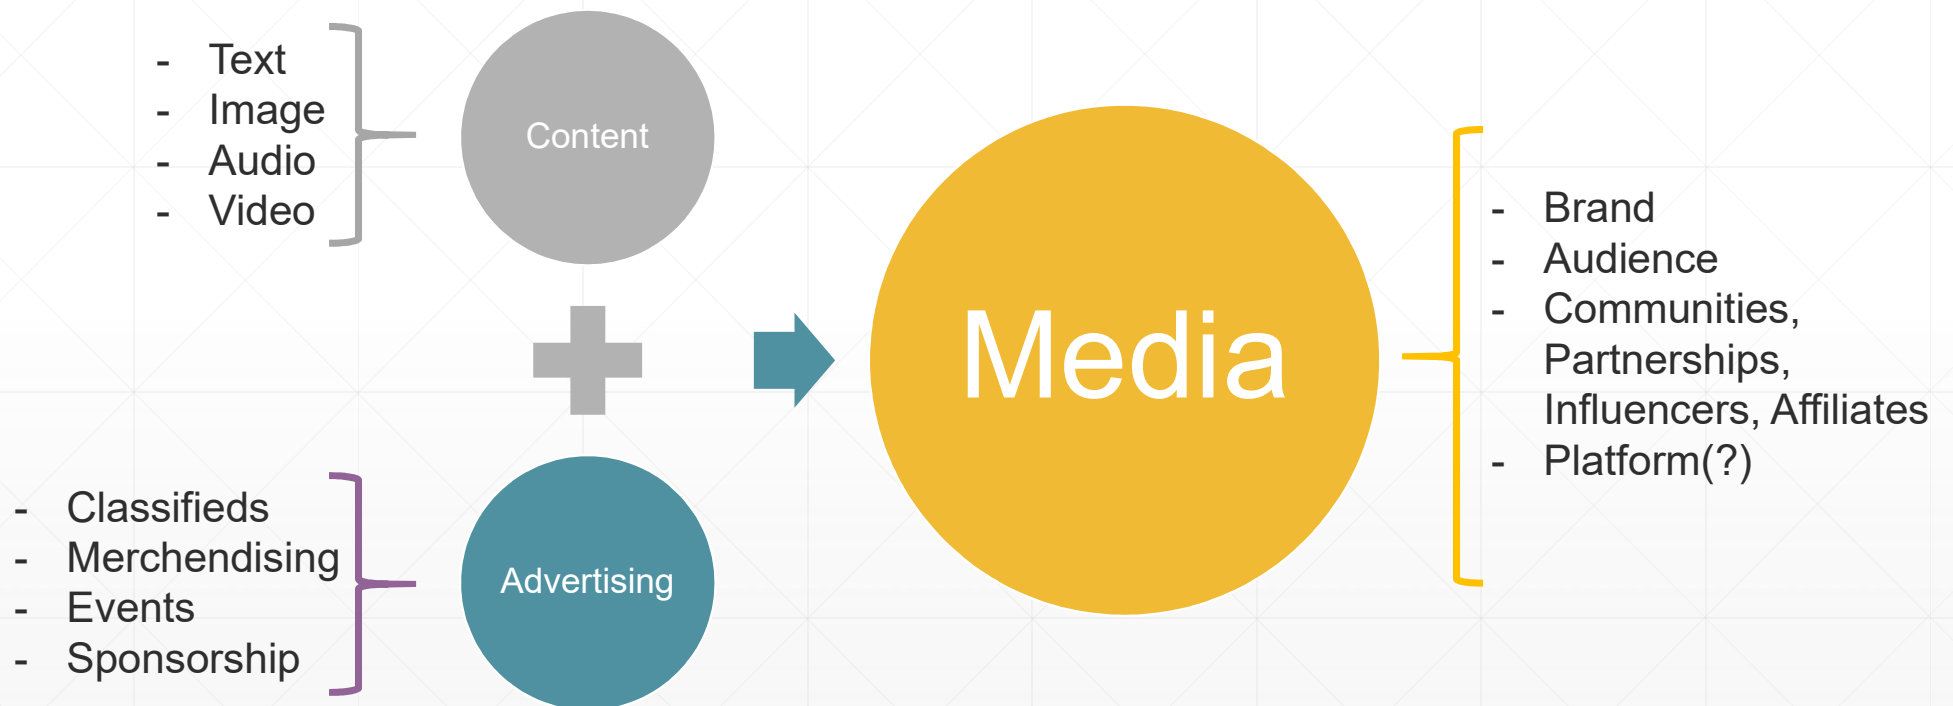 - Text
- Image
- Audio
- Video
Content
- Classifieds
- Merchendising
- Events
- Sponsorship
Advertising
Media
- Brand
- Audience
- Communities,
Partnerships,
Influencers, Affiliates
- Platform(?)